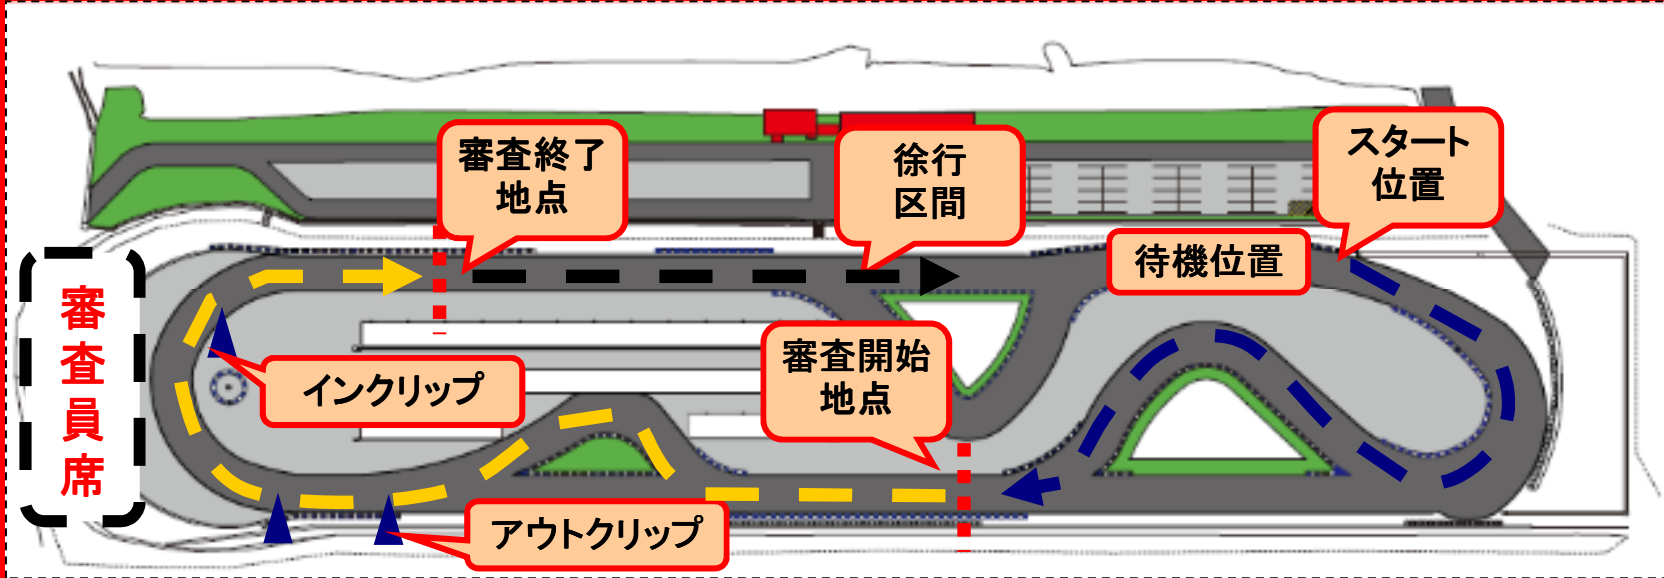 審査終了
地点
徐行
区間
スタート
位置
待機位置
審査員席
インクリップ
審査開始
地点
アウトクリップ